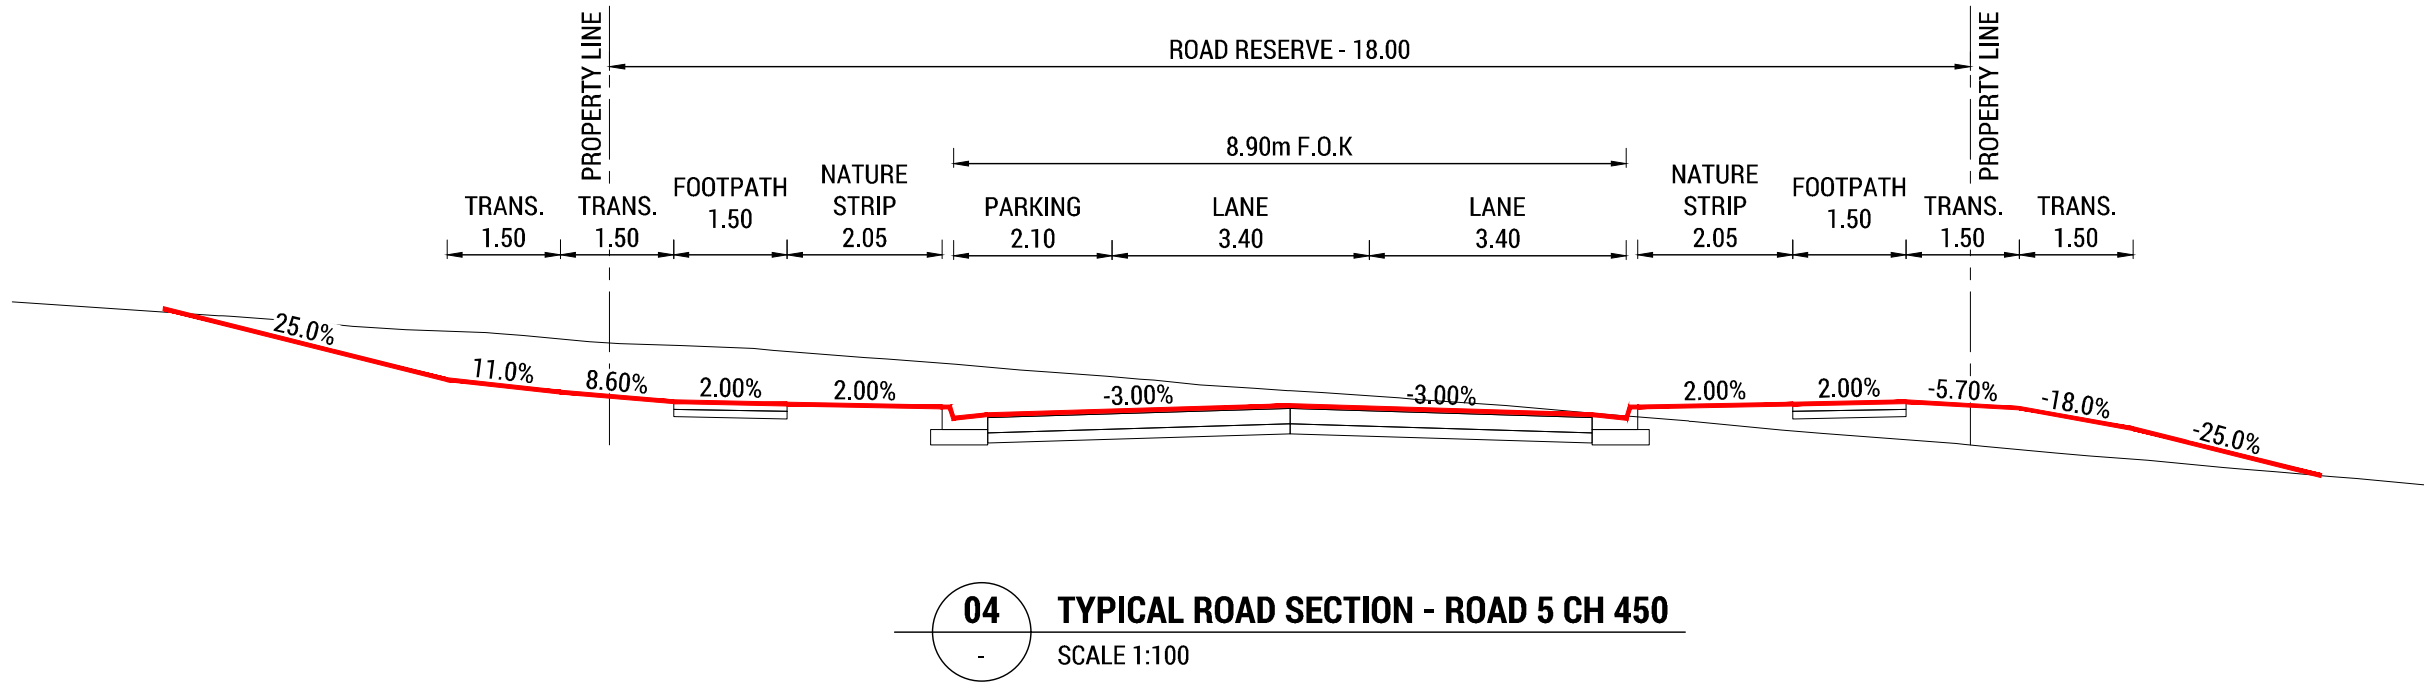 PROPERTY LINE
ROAD RESERVE - 18.00
PROPERTY LINE
8.90m F.O.K
TRANS.
1.50
TRANS.
1.50
FOOTPATH
1.50
NATURE
STRIP
2.05
PARKING
2.10
LANE
3.40
LANE
3.40
NATURE
STRIP
2.05
FOOTPATH
1.50
TRANS.
1.50
TRANS.
1.50
25.0%
11.0%
8.60%
2.00%
2.00%
-3.00%
-3.00%
2.00%
2.00%
-5.70%
-18.0%
-25.0%
04
-
TYPICAL ROAD SECTION - ROAD 5 CH 450
SCALE 1:100